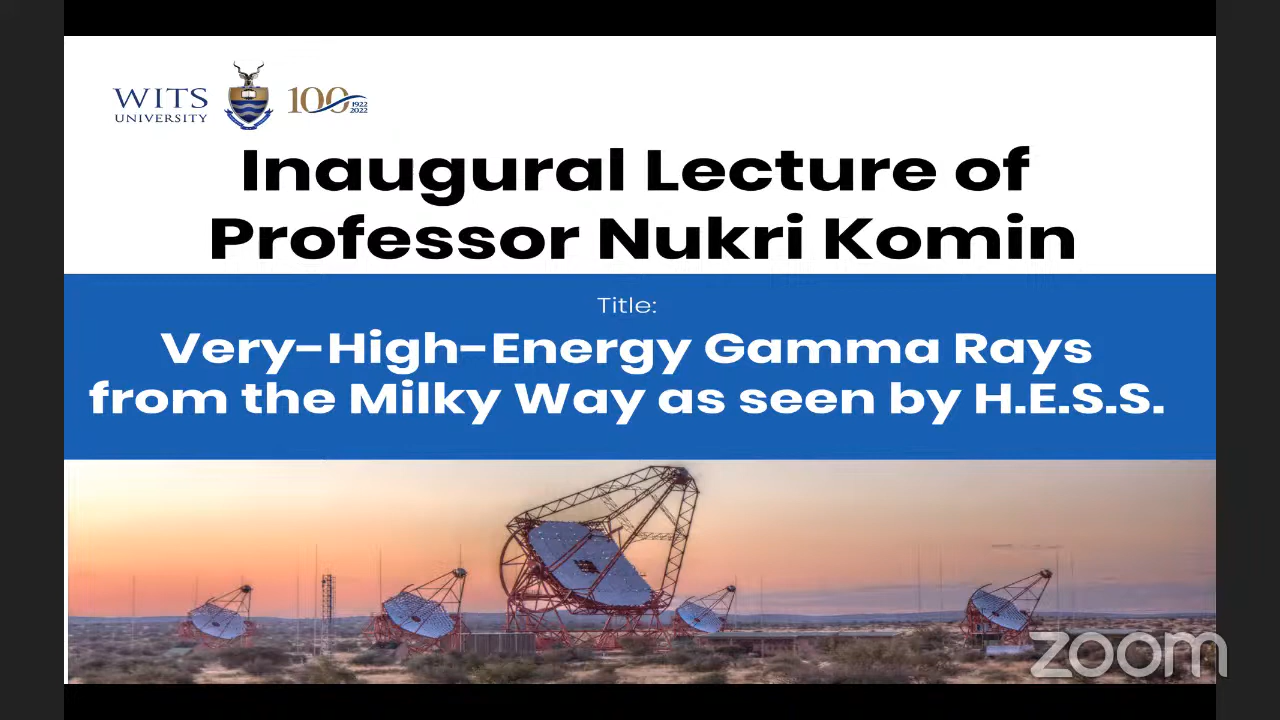 WITS
UNIVERSITY
100 1922
2022
Inaugural Lecture of
Professor Nukri Komin
Title:
Very-High-Energy Gamma Rays
from the Milky Way as seen by H.E.S.S.
zoom